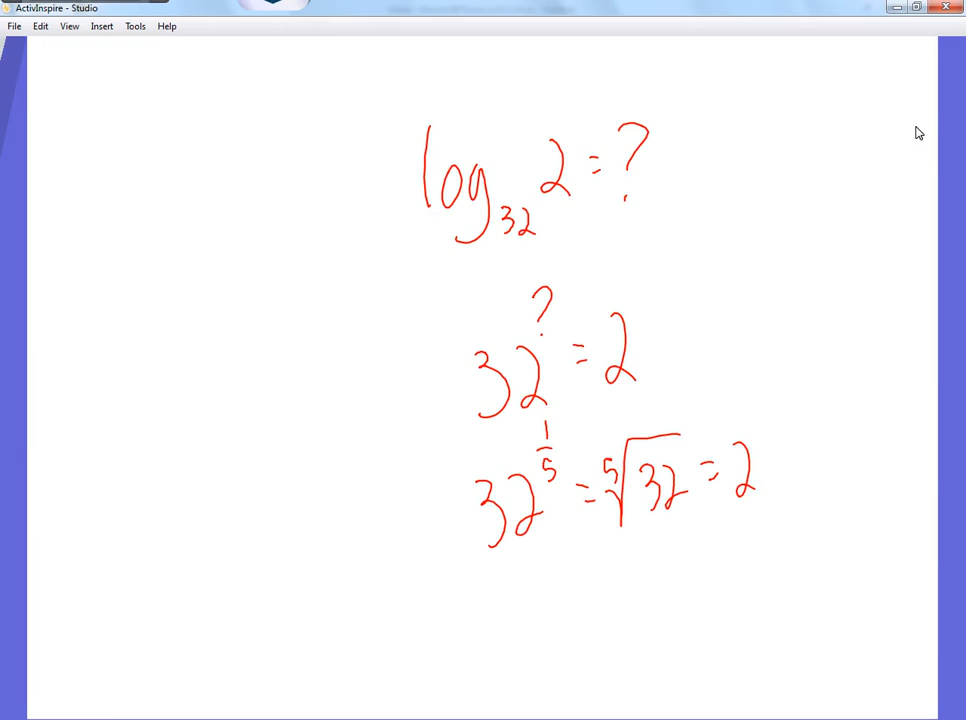 ActivInspire - Studio
File Edit View Insert Tools Help
log₃₂ 2 = ?
32^? = 2
32^(1/5) = ⁵√32 = 2